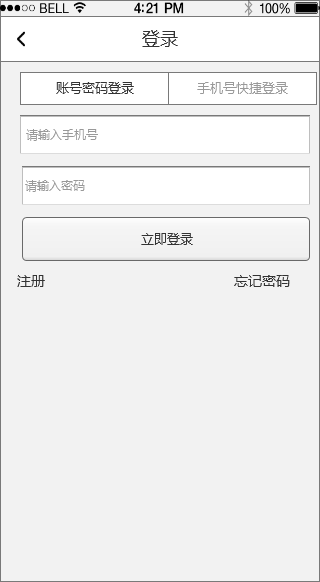 BELL 4:21 PM 100%
登录
账号密码登录 手机号快捷登录
请输入手机号
请输入密码
立即登录
注册 忘记密码